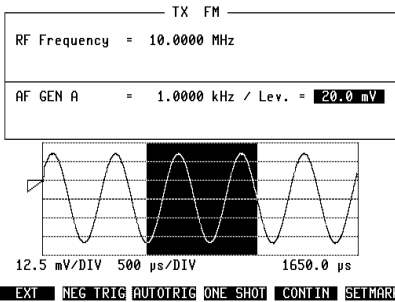 TX FM
RF Frequency = 10.0000 MHz
AF GEN A = 1.0000 kHz / Lev. = 20.0 mV
12.5 mV/DIV 500 µs/DIV 1650.0 µs
EXT NEG TRIG AUTOTRIG ONE SHOT CONTIN SETMARK